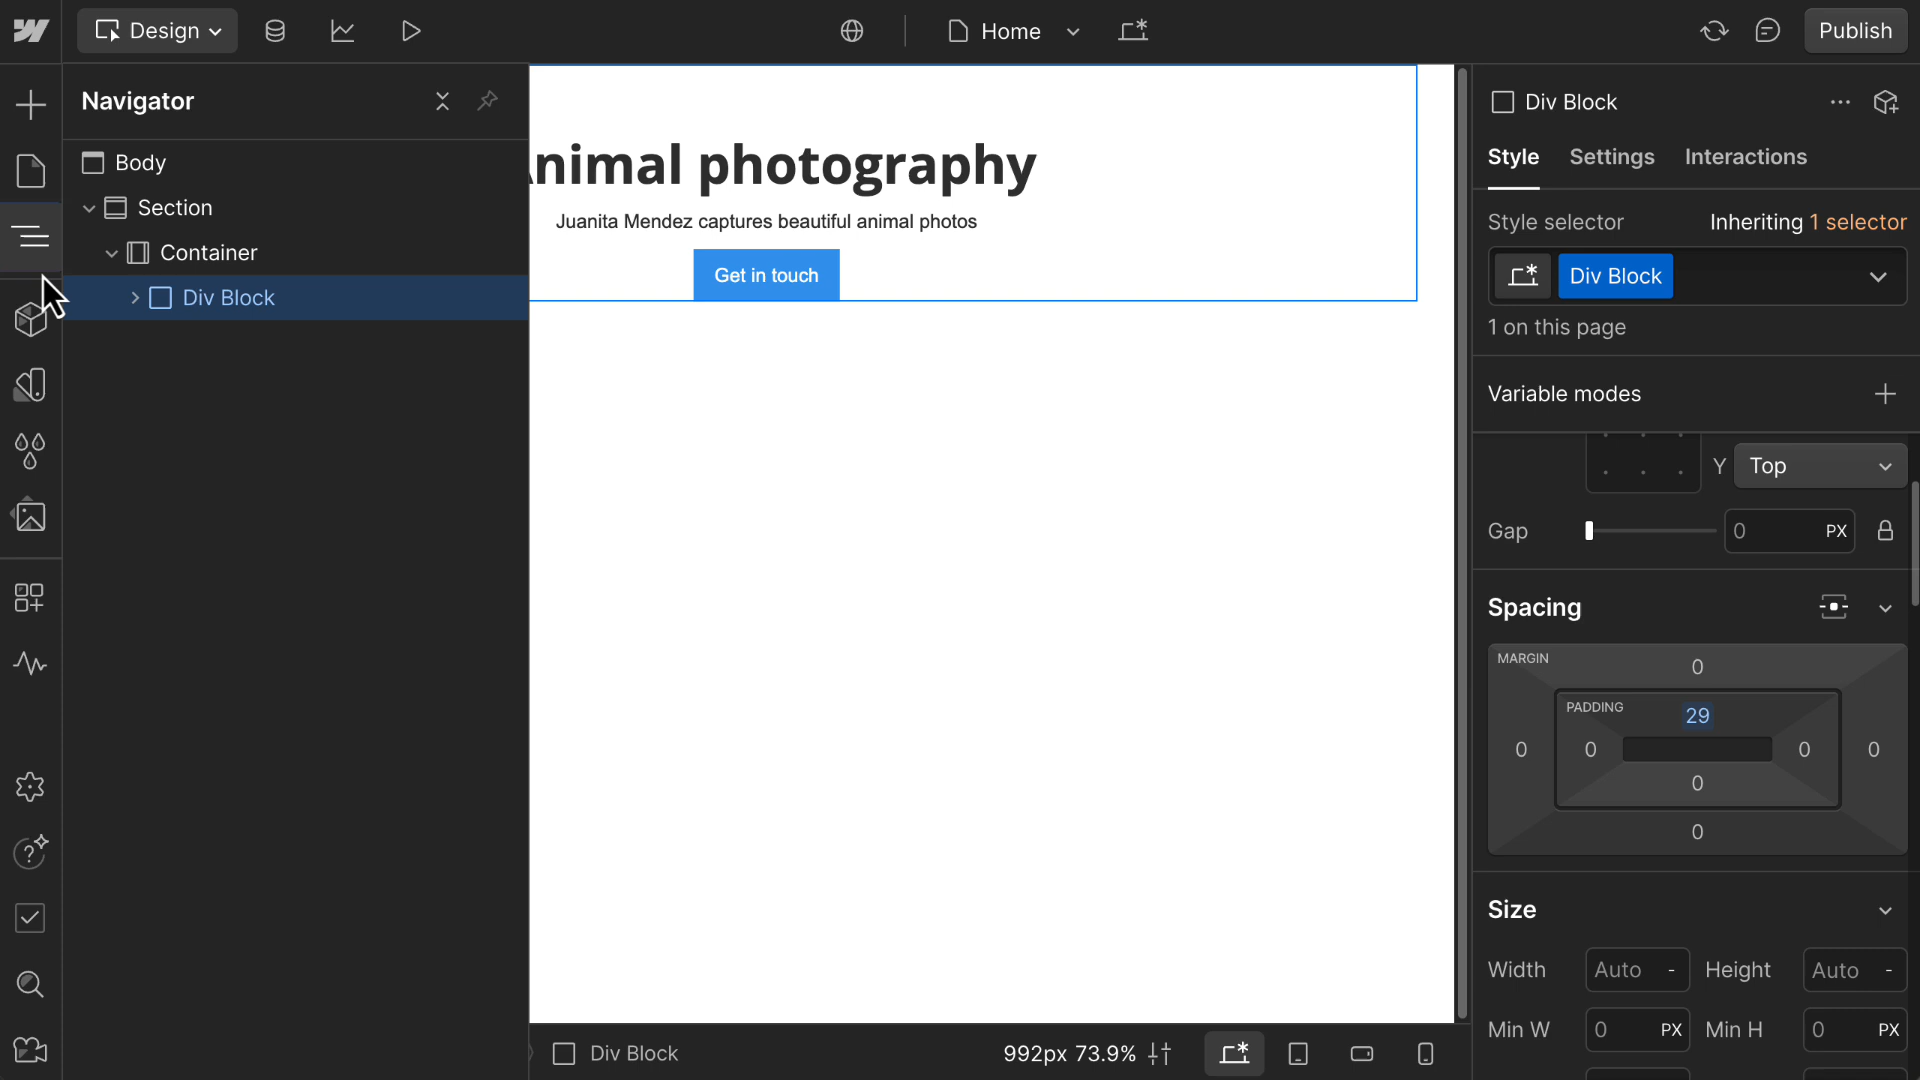 Design
Home
Publish
Navigator
Body
Section
Container
Div Block
nimal photography
Juanita Mendez captures beautiful animal photos
Get in touch
Div Block
992px 73.9%
Div Block
Style Settings Interactions
Style selector Inheriting 1 selector
Div Block
1 on this page
Variable modes
Y Top
Gap 0 PX
Spacing
MARGIN 0
PADDING 29
0 0 0 0
0
0
Size
Width Auto - Height Auto -
Min W 0 PX Min H 0 PX